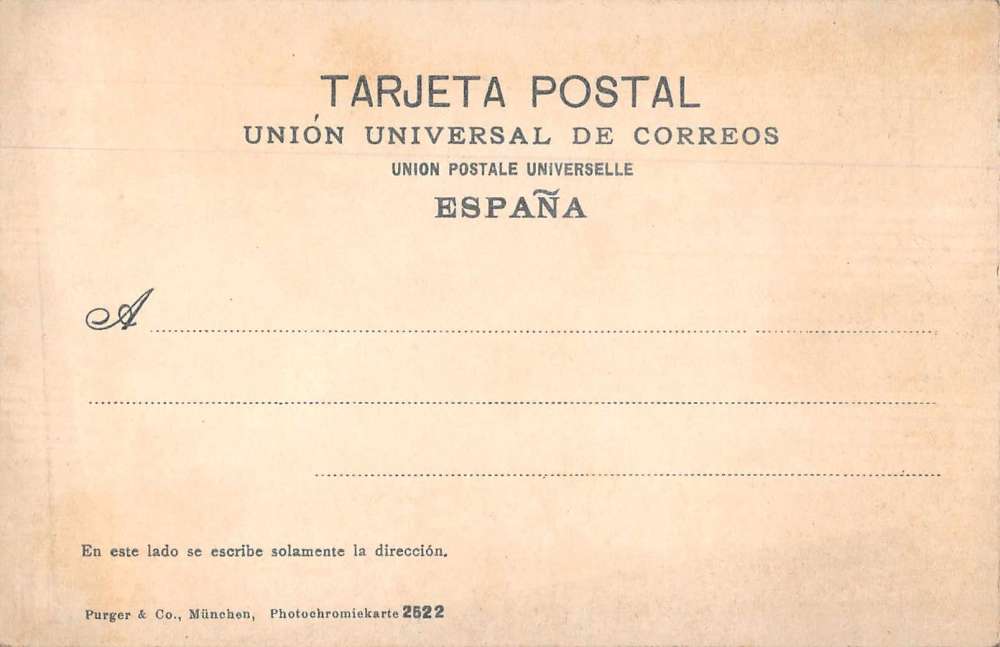 TARJETA POSTAL
UNIÓN UNIVERSAL DE CORREOS
UNION POSTALE UNIVERSELLE
ESPAÑA
A
En este lado se escribe solamente la dirección.
Purger & Co., München, Photochromiekarte 2522